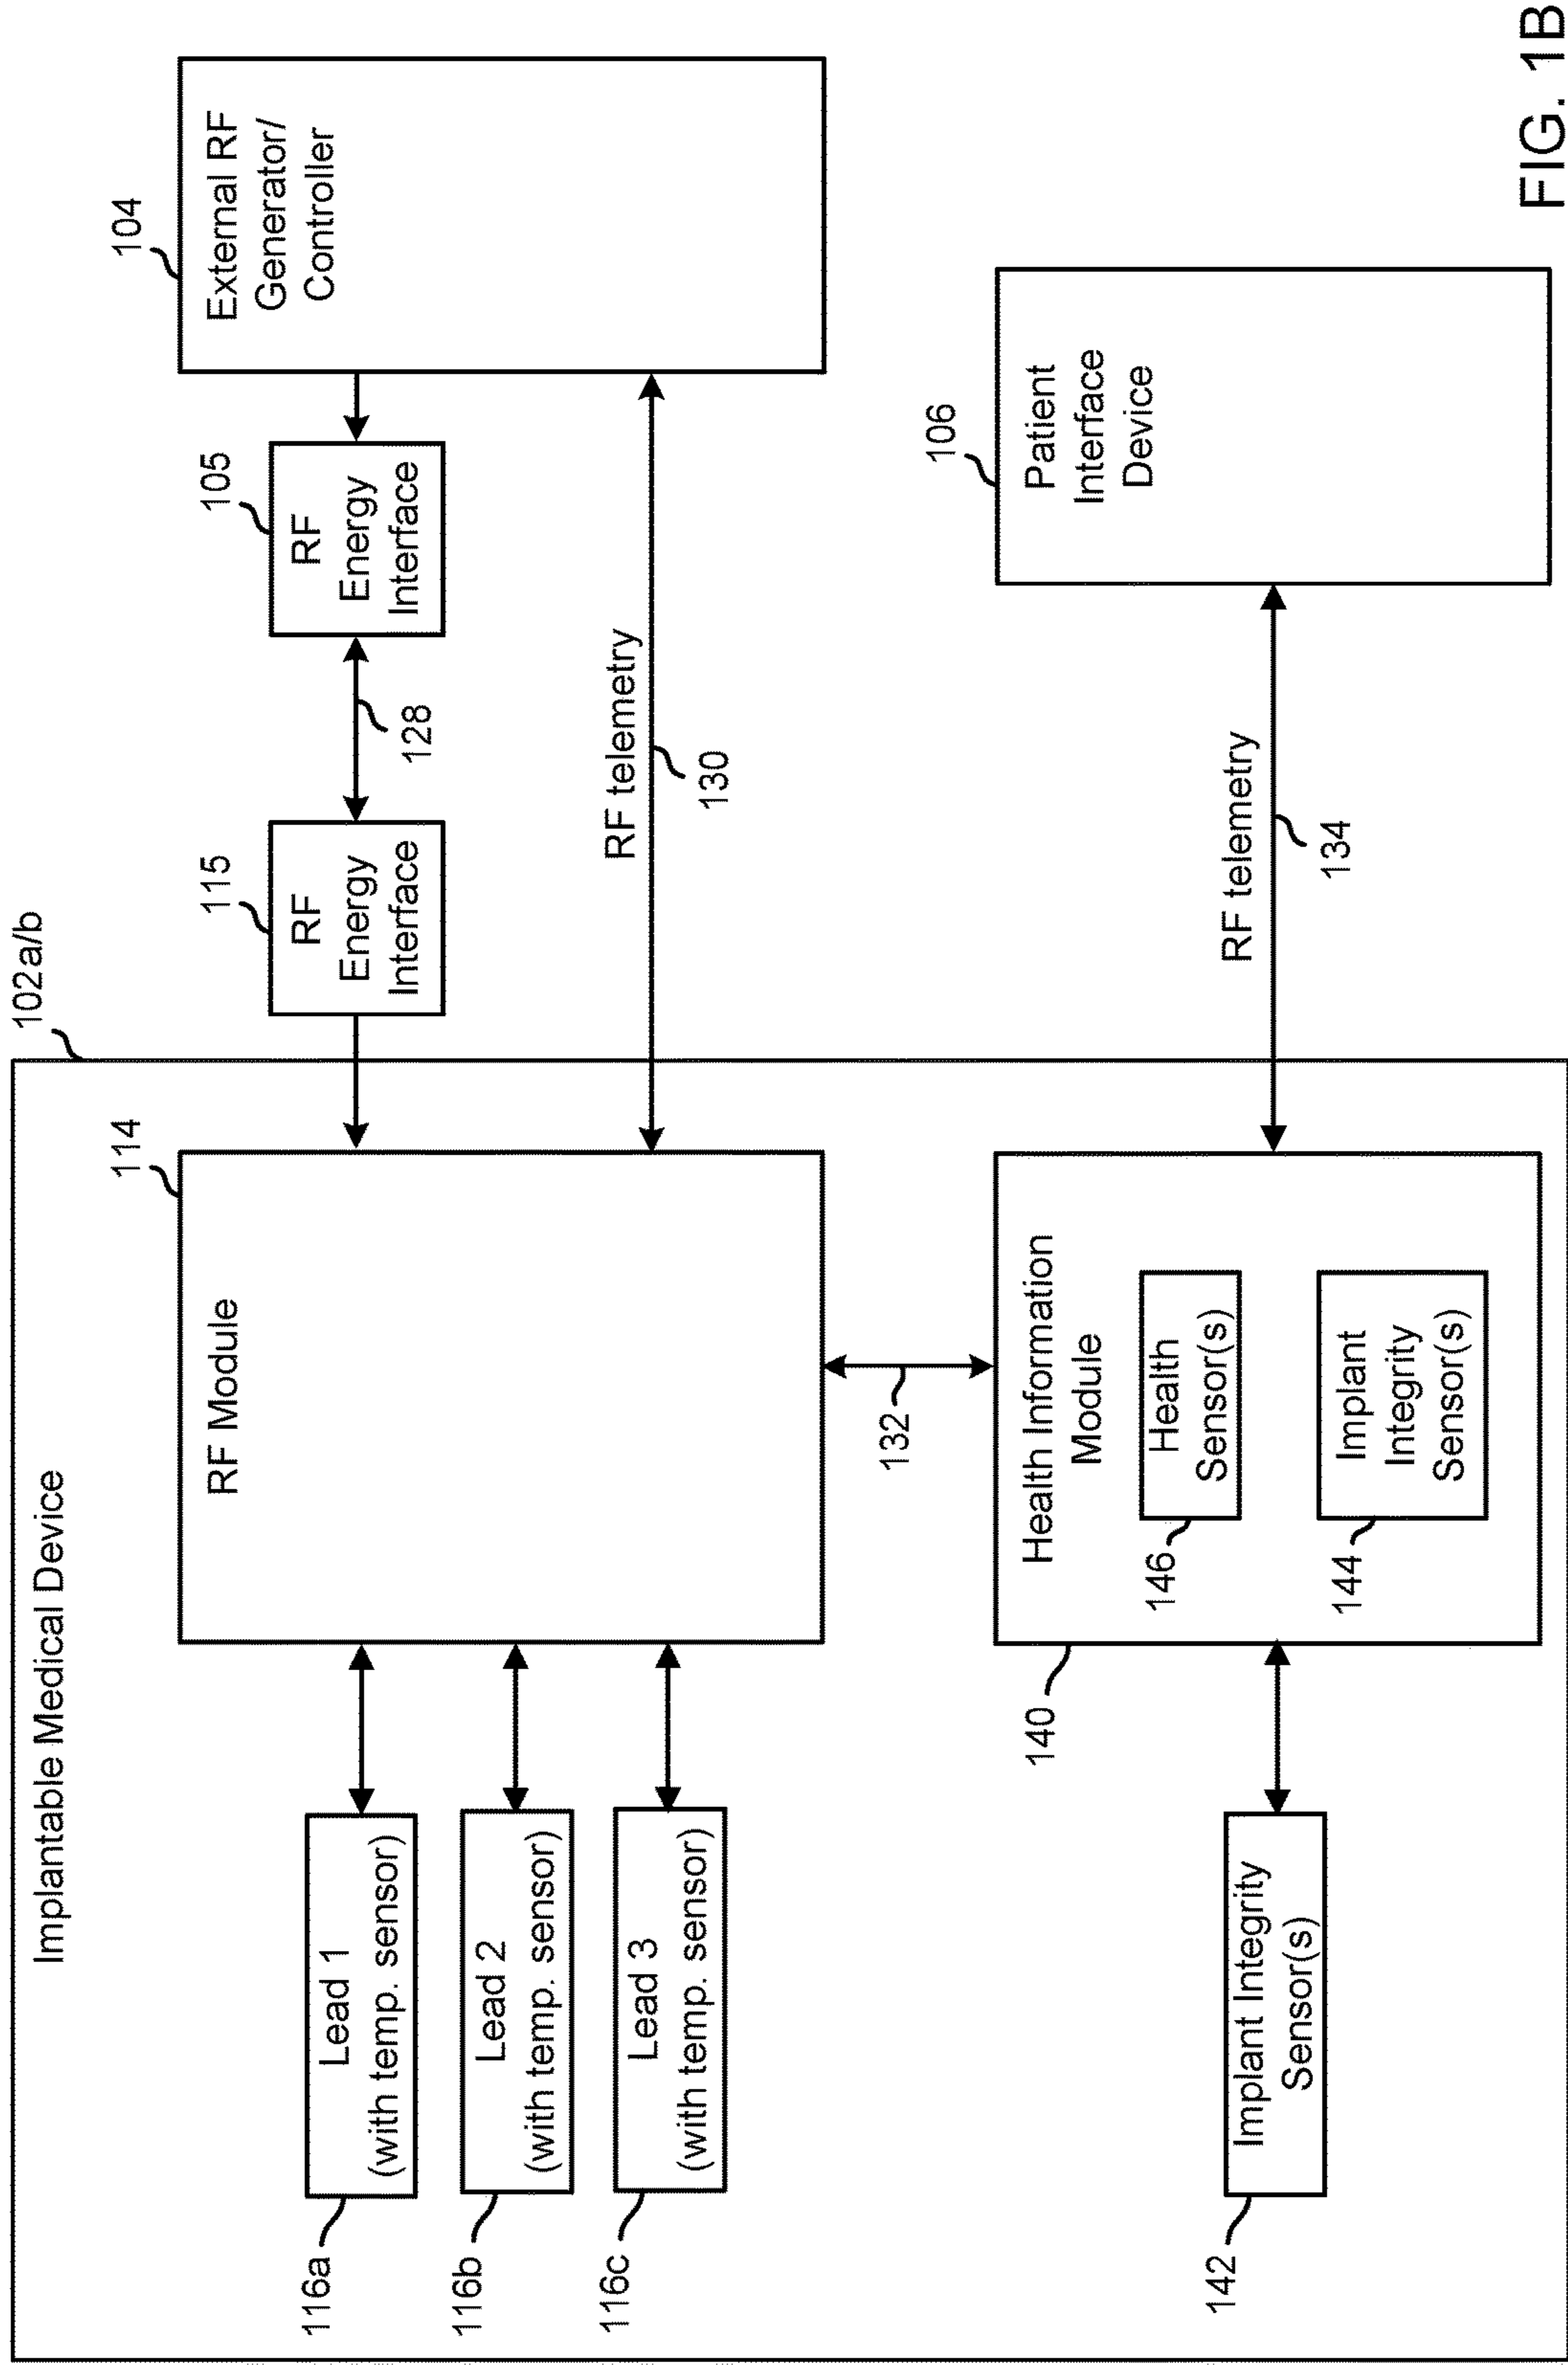 Implantable Medical Device
102a/b
116a
Lead 1
(with temp. sensor)
116b
Lead 2
(with temp. sensor)
116c
Lead 3
(with temp. sensor)
RF Module
114
115
RF
Energy
Interface
128
105
RF
Energy
Interface
104
External RF
Generator/
Controller
RF telemetry
130
132
142
Implant Integrity
Sensor(s)
140
Health Information
Module
146
Health
Sensor(s)
144
Implant
Integrity
Sensor(s)
RF telemetry
134
106
Patient
Interface
Device
FIG. 1B